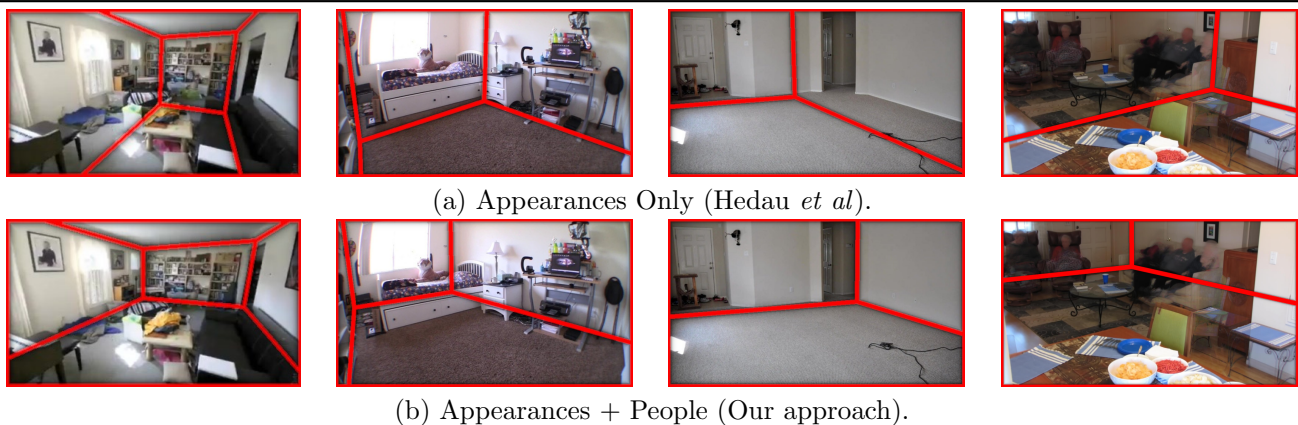 (a) Appearances Only (Hedau et al).
(b) Appearances + People (Our approach).